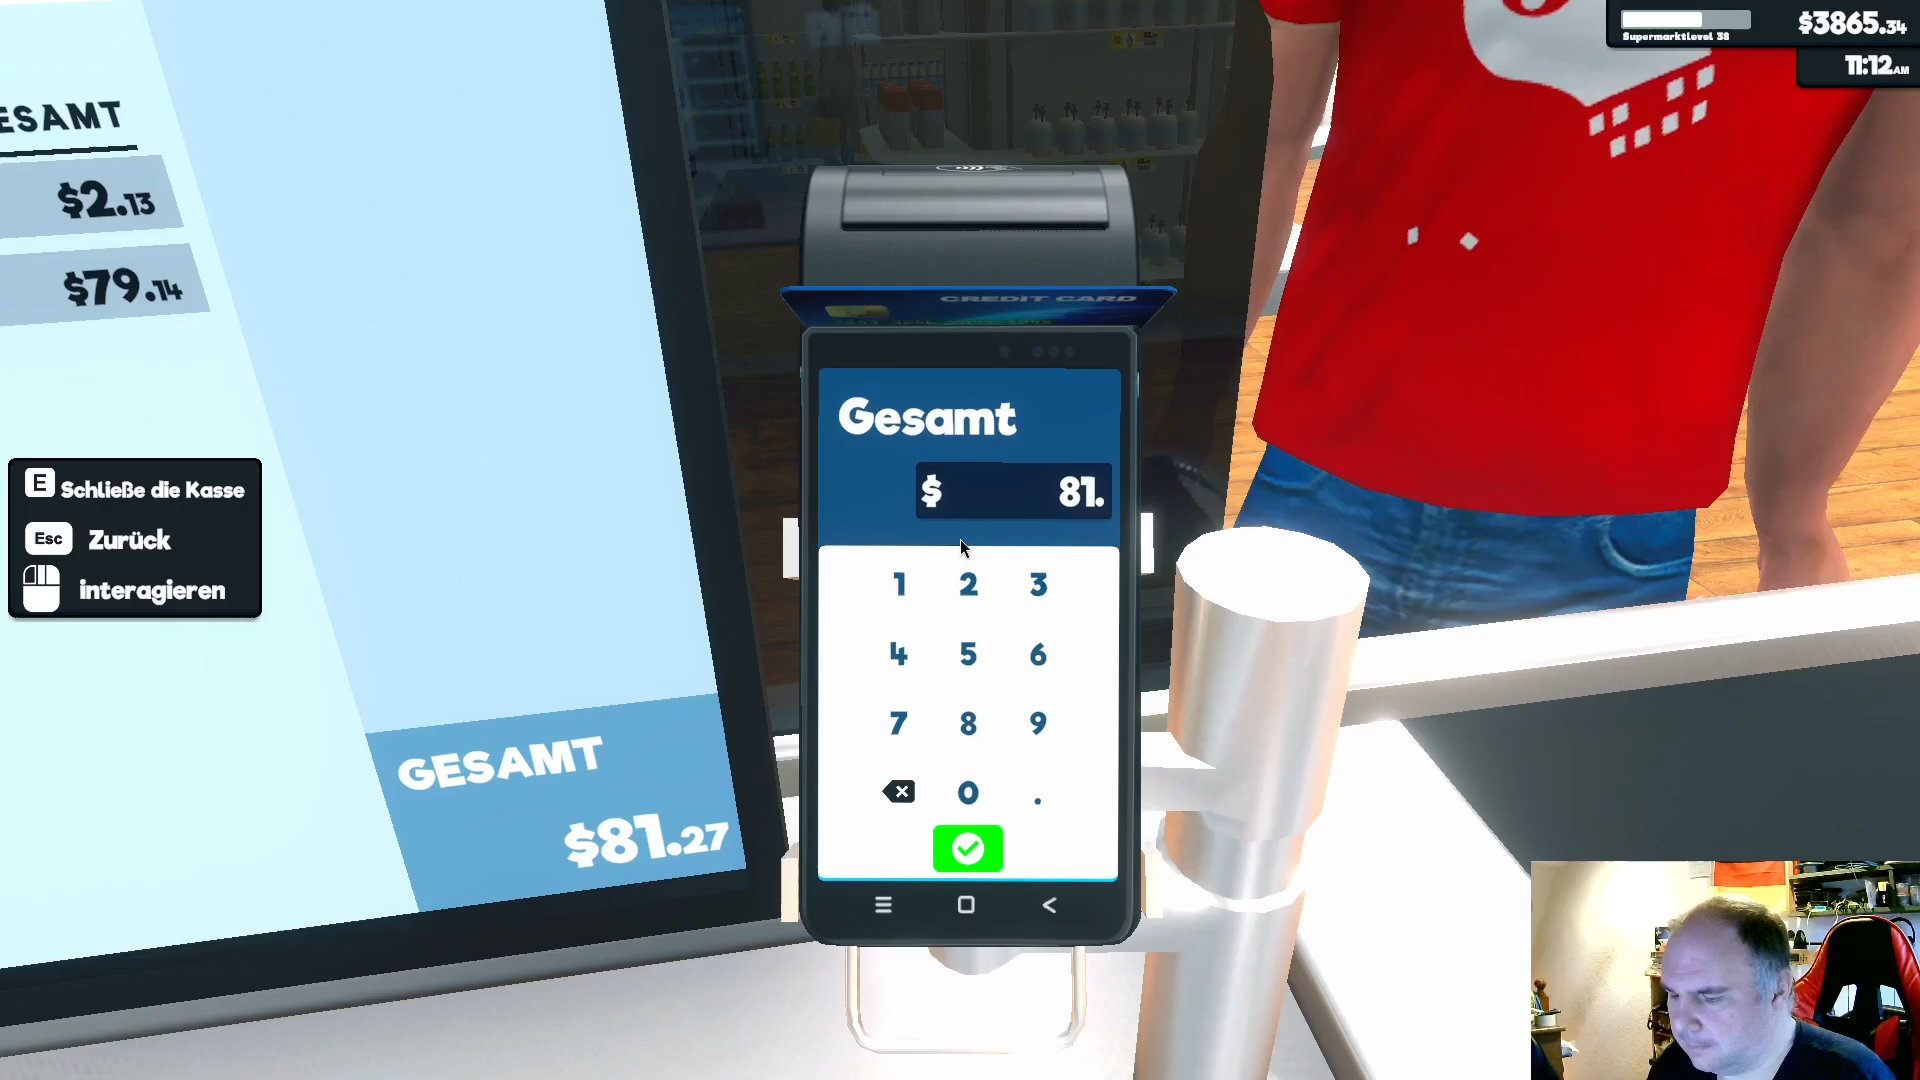 $3865.34
Supermarktlevel 38
11:12AM
ESAMT
$2.13
$79.14
CREDIT CARD
Gesamt
$ 81.
E Schließe die Kasse
Esc Zurück
interagieren
1 2 3
4 5 6
7 8 9
0 .
GESAMT
$81.27